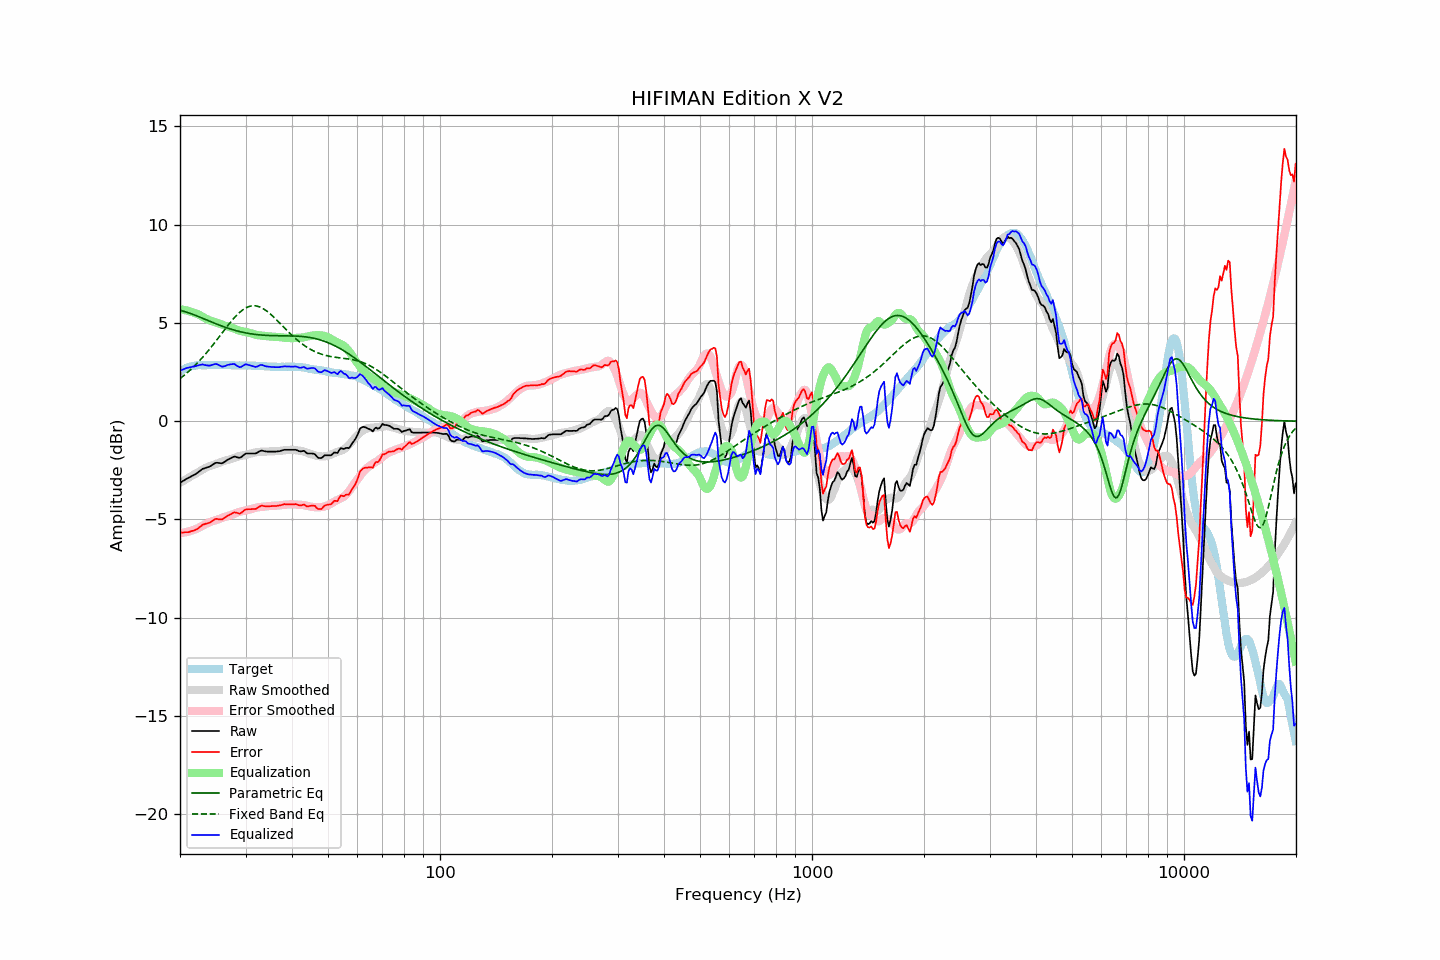 HIFIMAN Edition X V2
15
10
5
0
−5
−10
−15
−20
Amplitude (dBr)
Target
Raw Smoothed
Error Smoothed
Raw
Error
Equalization
Parametric Eq
Fixed Band Eq
Equalized
100
1000
10000
Frequency (Hz)